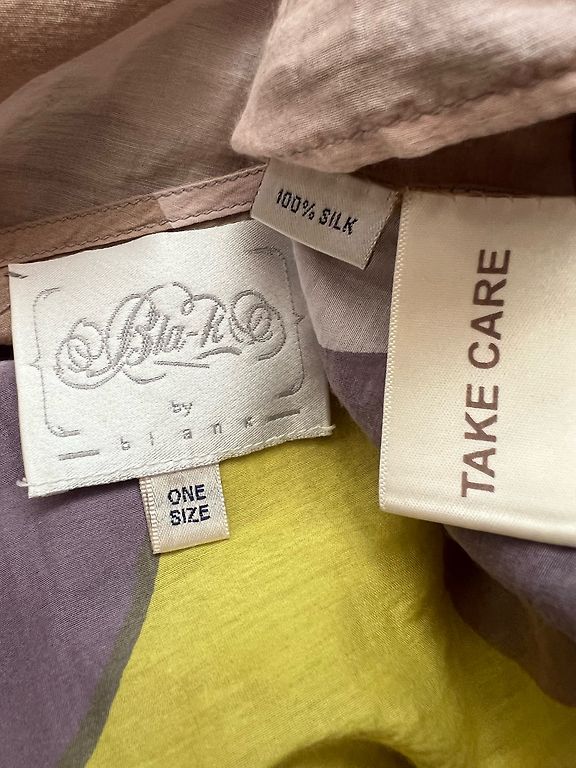 Bla-k
by
blank
ONE
SIZE
100% SILK
TAKE CARE